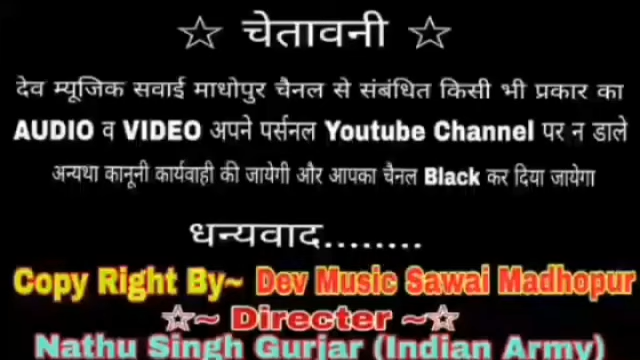 ☆ चेतावनी ☆
देव म्यूजिक सवाई माधोपुर चैनल से संबंधित किसी भी प्रकार का
AUDIO व VIDEO अपने पर्सनल Youtube Channel पर न डाले
अन्यथा कानूनी कार्यवाही की जायेगी और आपका चैनल Black कर दिया जायेगा
धन्यवाद........
Copy Right By~ Dev Music Sawai Madhopur
☆~ Directer ~☆
Nathu Singh Gurjar (Indian Army)